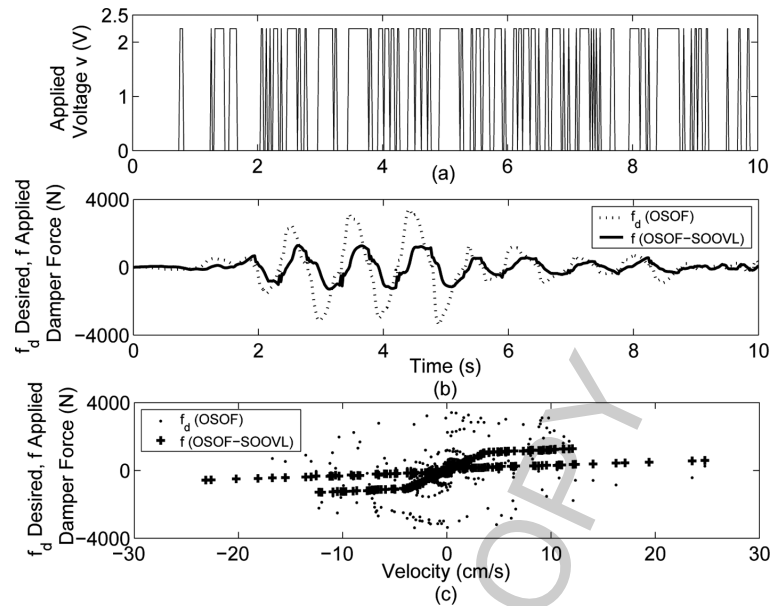 2.5
2
1
0
Applied
Voltage v (V)
0 2 4 6 8 10
(a)
4000
0
−4000
f_d Desired, f Applied
Damper Force (N)
f_d (OSOF)
f (OSOF−SOOVL)
0 2 4 6 8 10
Time (s)
(b)
4000
0
−4000
f_d Desired, f Applied
Damper Force (N)
f_d (OSOF)
f (OSOF−SOOVL)
−30 −20 −10 0 10 20 30
Velocity (cm/s)
(c)
OPY